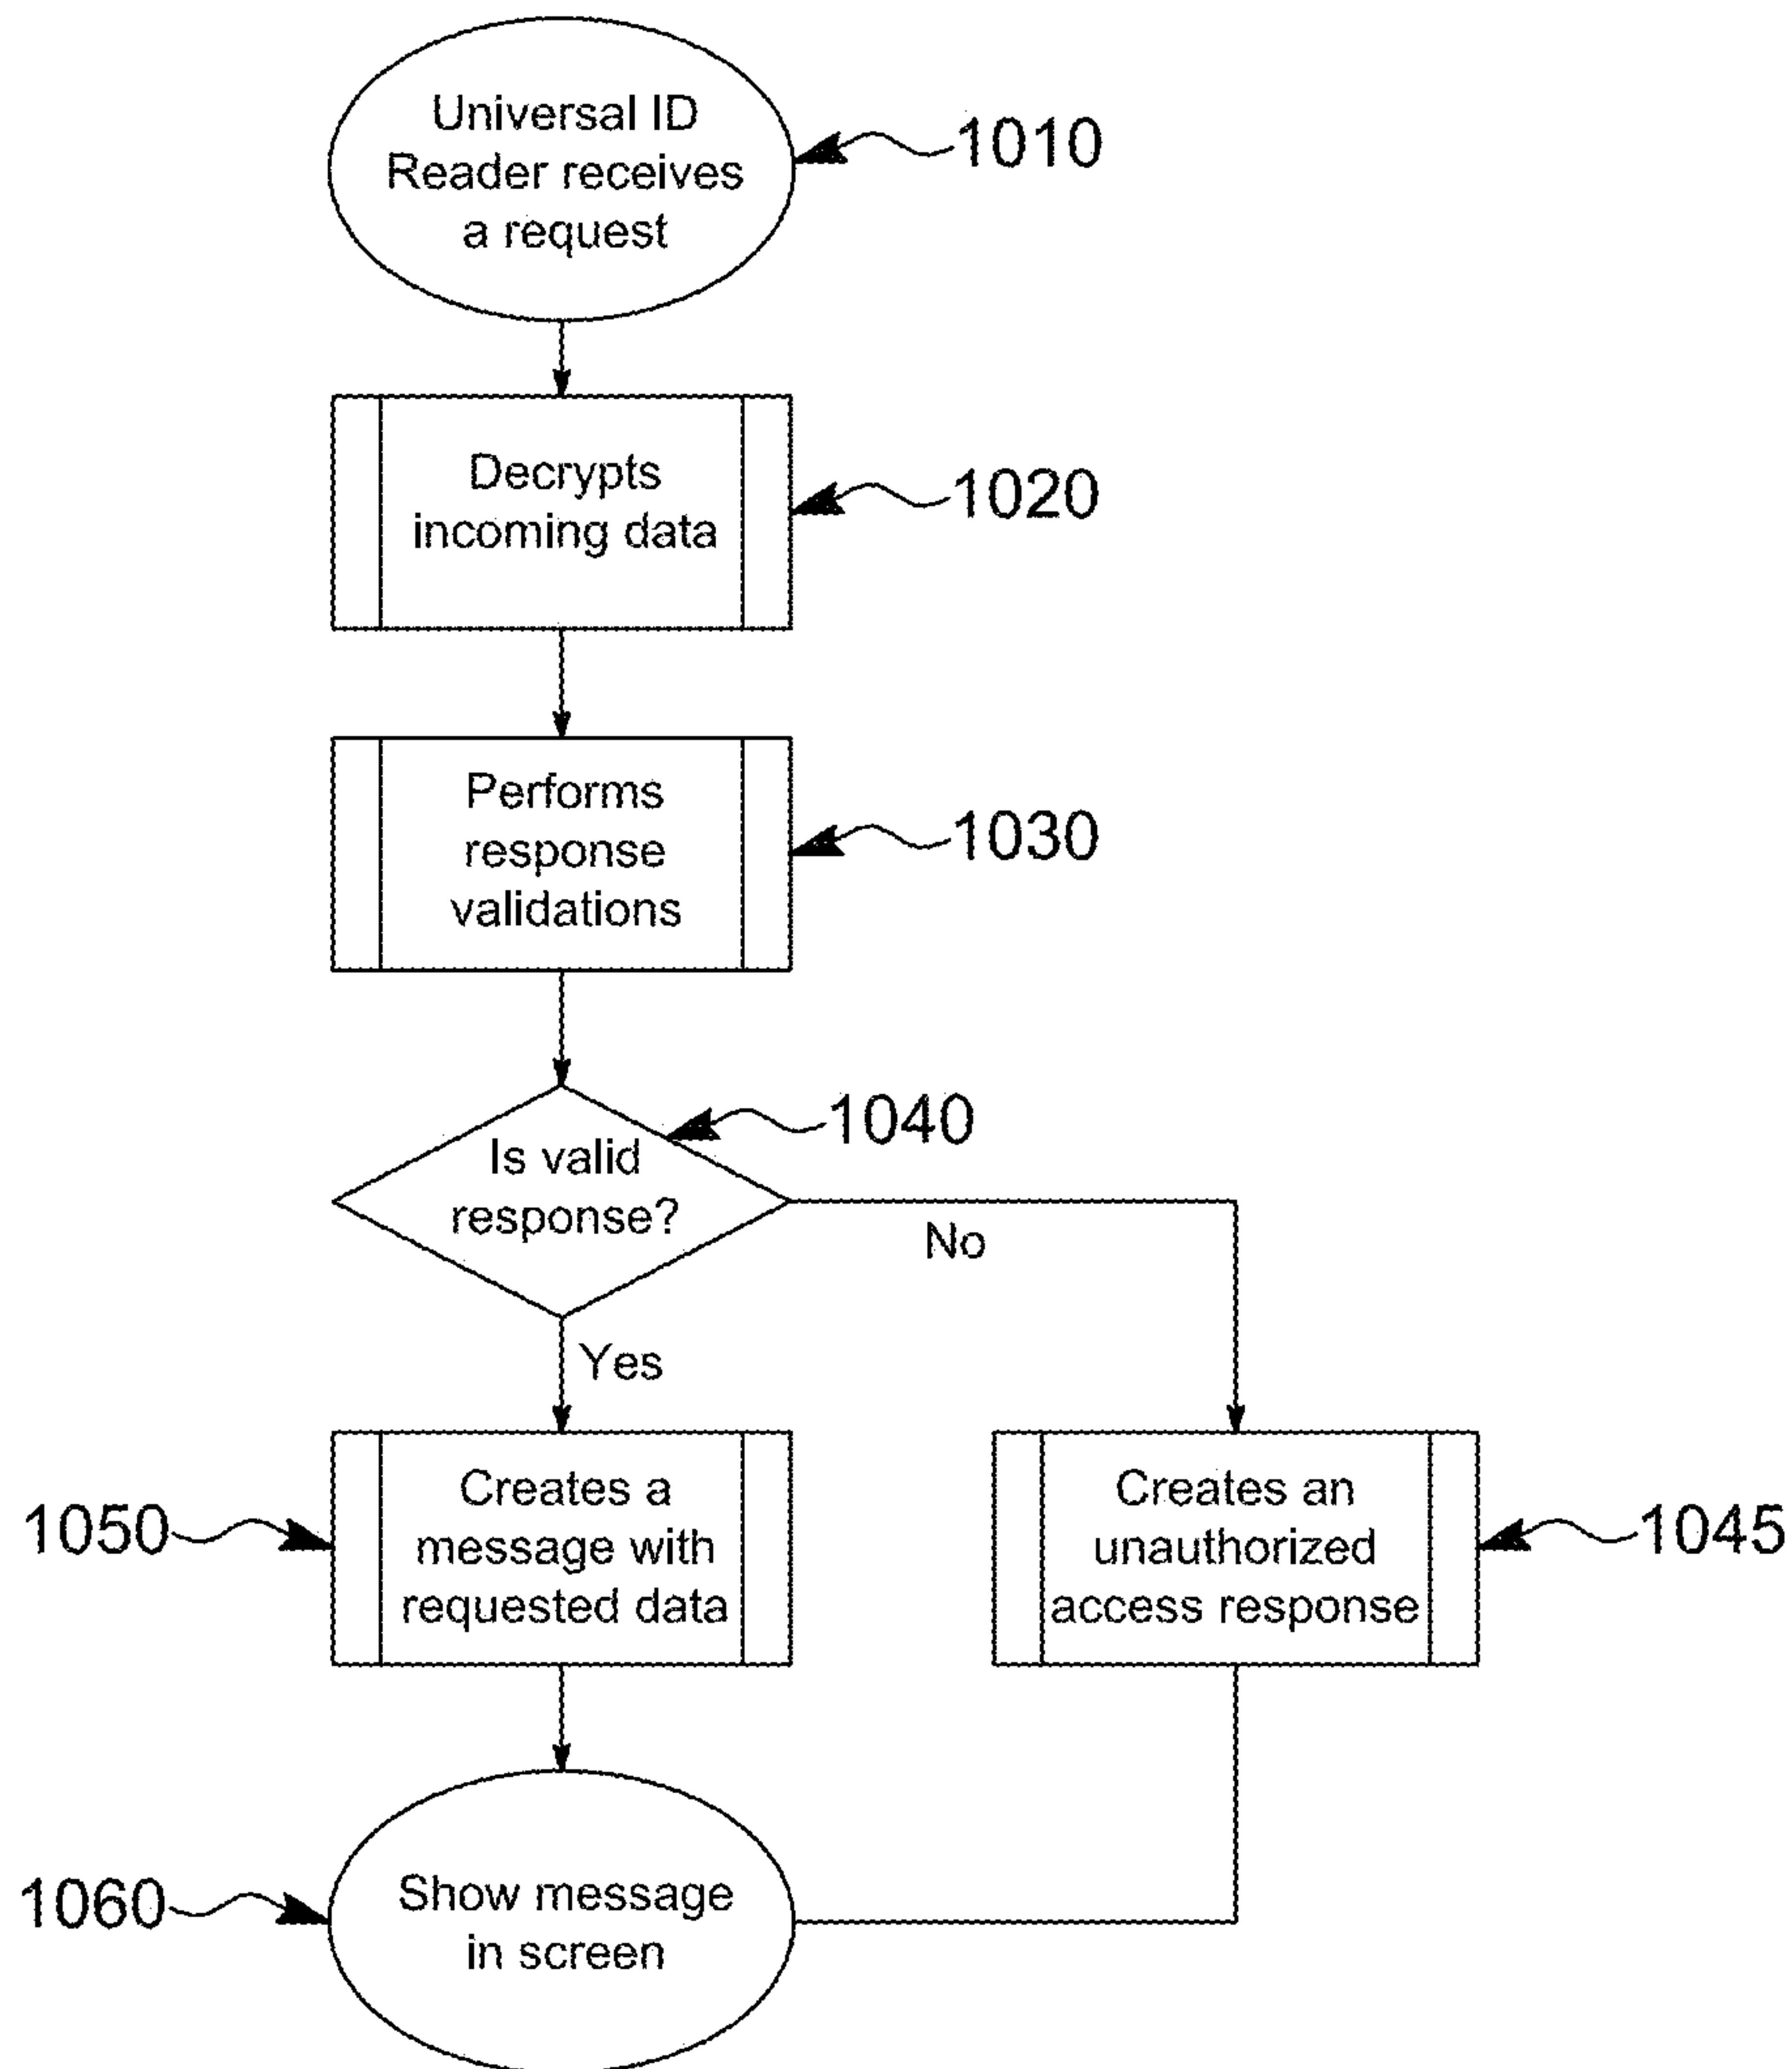 Universal ID
Reader receives
a request
1010
Decrypts
incoming data
1020
Performs
response
validations
1030
1040
Is valid
response?
No
Yes
1050
Creates a
message with
requested data
Creates an
unauthorized
access response
1045
1060
Show message
in screen